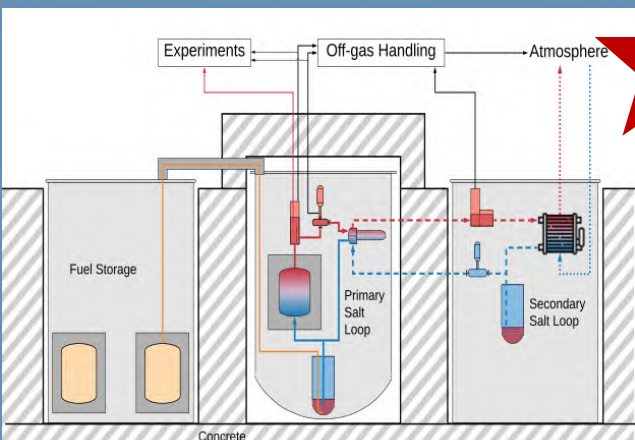 Experiments
Off-gas Handling
Atmosphere
Fuel Storage
Primary
Salt
Loop
Secondary
Salt Loop
Concrete